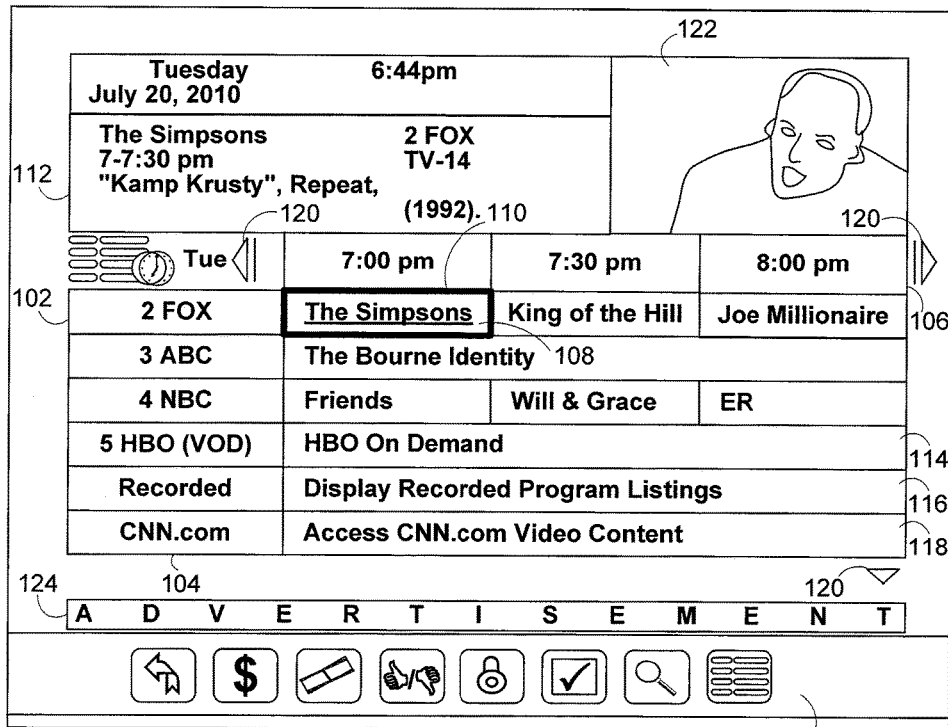 122
Tuesday 6:44pm
July 20, 2010
The Simpsons 2 FOX
7-7:30 pm TV-14
"Kamp Krusty", Repeat,
(1992).
112
120
110
120
Tue 7:00 pm 7:30 pm 8:00 pm
102
2 FOX The Simpsons King of the Hill Joe Millionaire
106
3 ABC The Bourne Identity 108
4 NBC Friends Will & Grace ER
5 HBO (VOD) HBO On Demand
114
Recorded Display Recorded Program Listings
116
CNN.com Access CNN.com Video Content
118
124
104
120
A D V E R T I S E M E N T
$
/